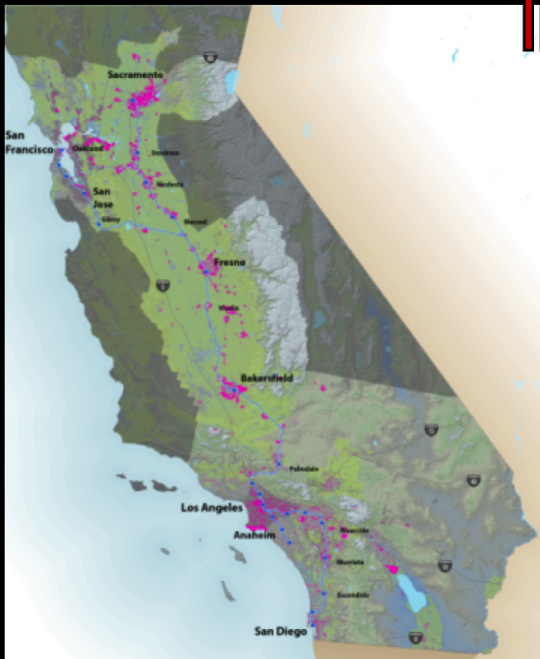 Sacramento
San
Francisco
Oakland
Stockton
Modesto
San
Jose
Gilroy
Merced
Fresno
Visalia
Bakersfield
Palmdale
Los Angeles
Anaheim
Riverside
Murrieta
Escondido
San Diego